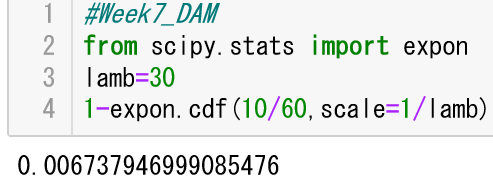 1 #Week7_DAM
2 from scipy.stats import expon
3 lamb=30
4 1-expon.cdf(10/60,scale=1/lamb)
0.006737946999085476